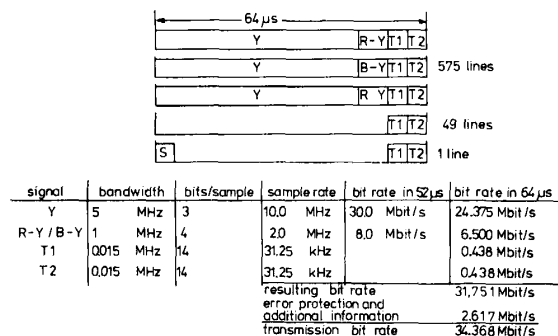 64 µs
Y R-Y T1 T2
Y B-Y T1 T2 575 lines
Y R Y T1 T2
T1 T2 49 lines
S T1 T2 1 line
signal bandwidth bits/sample sample rate bit rate in 52 µs bit rate in 64 µs
Y 5 MHz 3 10.0 MHz 30.0 Mbit/s 24.375 Mbit/s
R-Y / B-Y 1 MHz 4 2.0 MHz 8.0 Mbit/s 6.500 Mbit/s
T1 0.015 MHz 14 31.25 kHz 0.438 Mbit/s
T2 0.015 MHz 14 31.25 kHz 0.438 Mbit/s
resulting bit rate 31,751 Mbit/s
error protection and
additional information 2.617 Mbit/s
transmission bit rate 34.368 Mbit/s